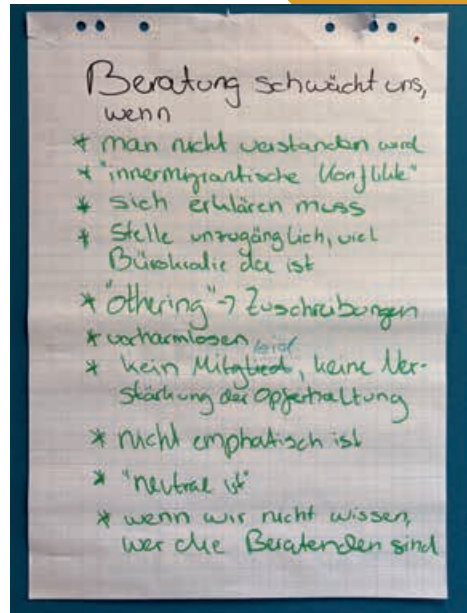 Beratung schwächt uns,
wenn
* man nicht verstanden wird
* "innermigrantische Konflikte"
* sich erklären muss
* Stelle unzugänglich, viel
Bürokratie da ist
* "othering" → Zuschreibungen
* verharmlosen
leid
* kein Mitglied, keine Ver-
stärkung der Opferhaltung
* nicht emphatisch ist
* "neutral ist"
* wenn wir nicht wissen,
wer die Beratenden sind